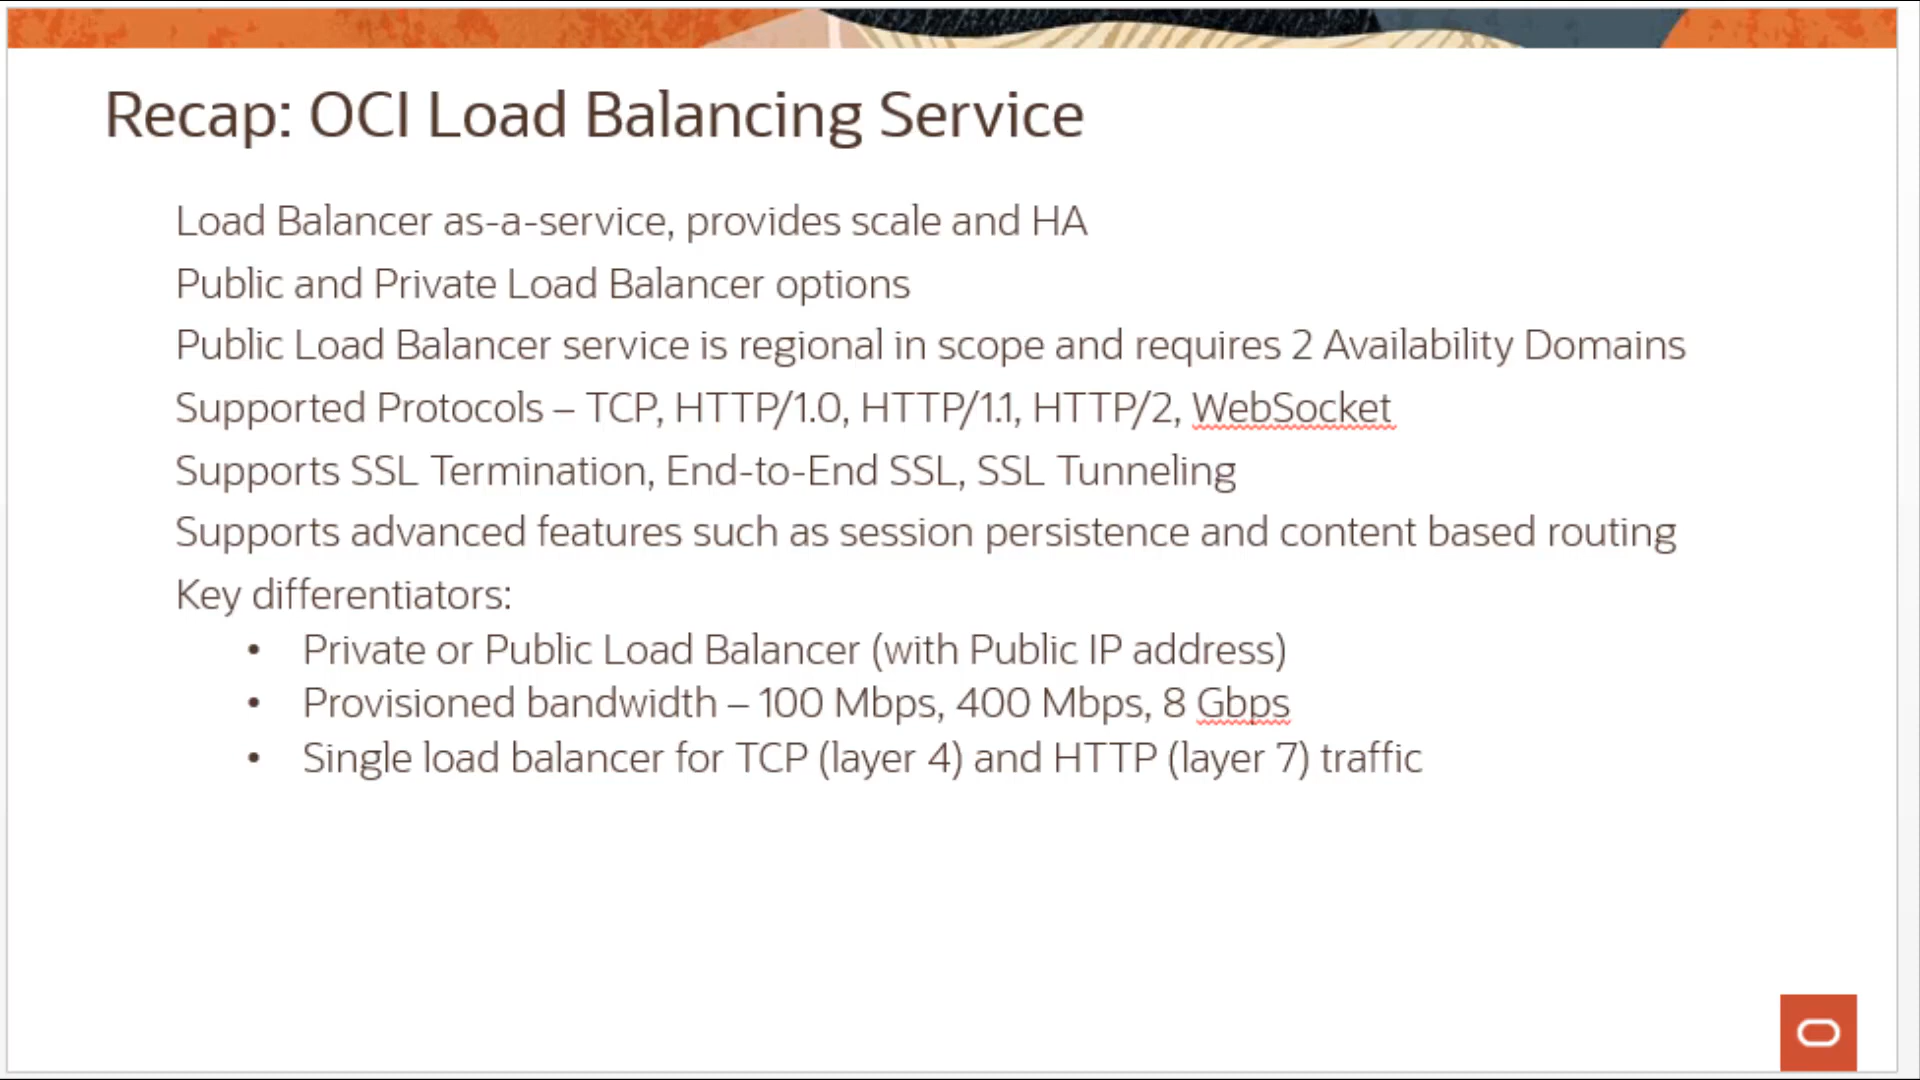 Recap: OCI Load Balancing Service
Load Balancer as-a-service, provides scale and HA
Public and Private Load Balancer options
Public Load Balancer service is regional in scope and requires 2 Availability Domains
Supported Protocols – TCP, HTTP/1.0, HTTP/1.1, HTTP/2, WebSocket
Supports SSL Termination, End-to-End SSL, SSL Tunneling
Supports advanced features such as session persistence and content based routing
Key differentiators:
• Private or Public Load Balancer (with Public IP address)
• Provisioned bandwidth – 100 Mbps, 400 Mbps, 8 Gbps
• Single load balancer for TCP (layer 4) and HTTP (layer 7) traffic